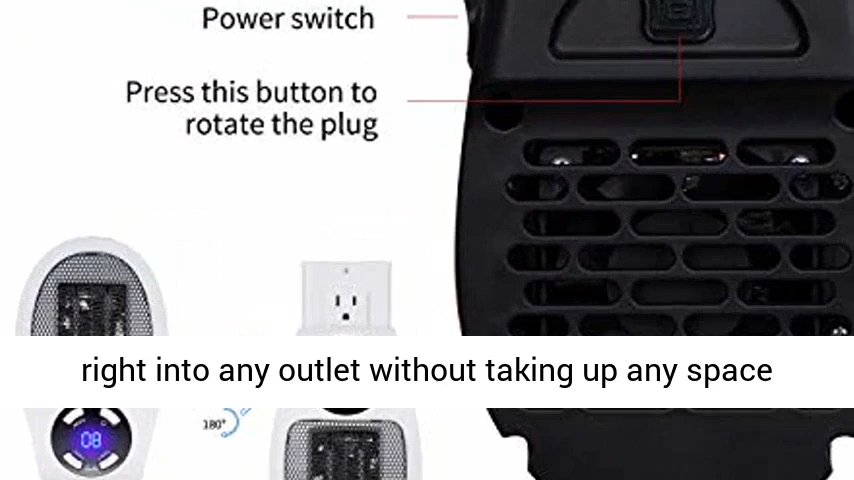 Power switch
Press this button to
rotate the plug
right into any outlet without taking up any space
180°
08